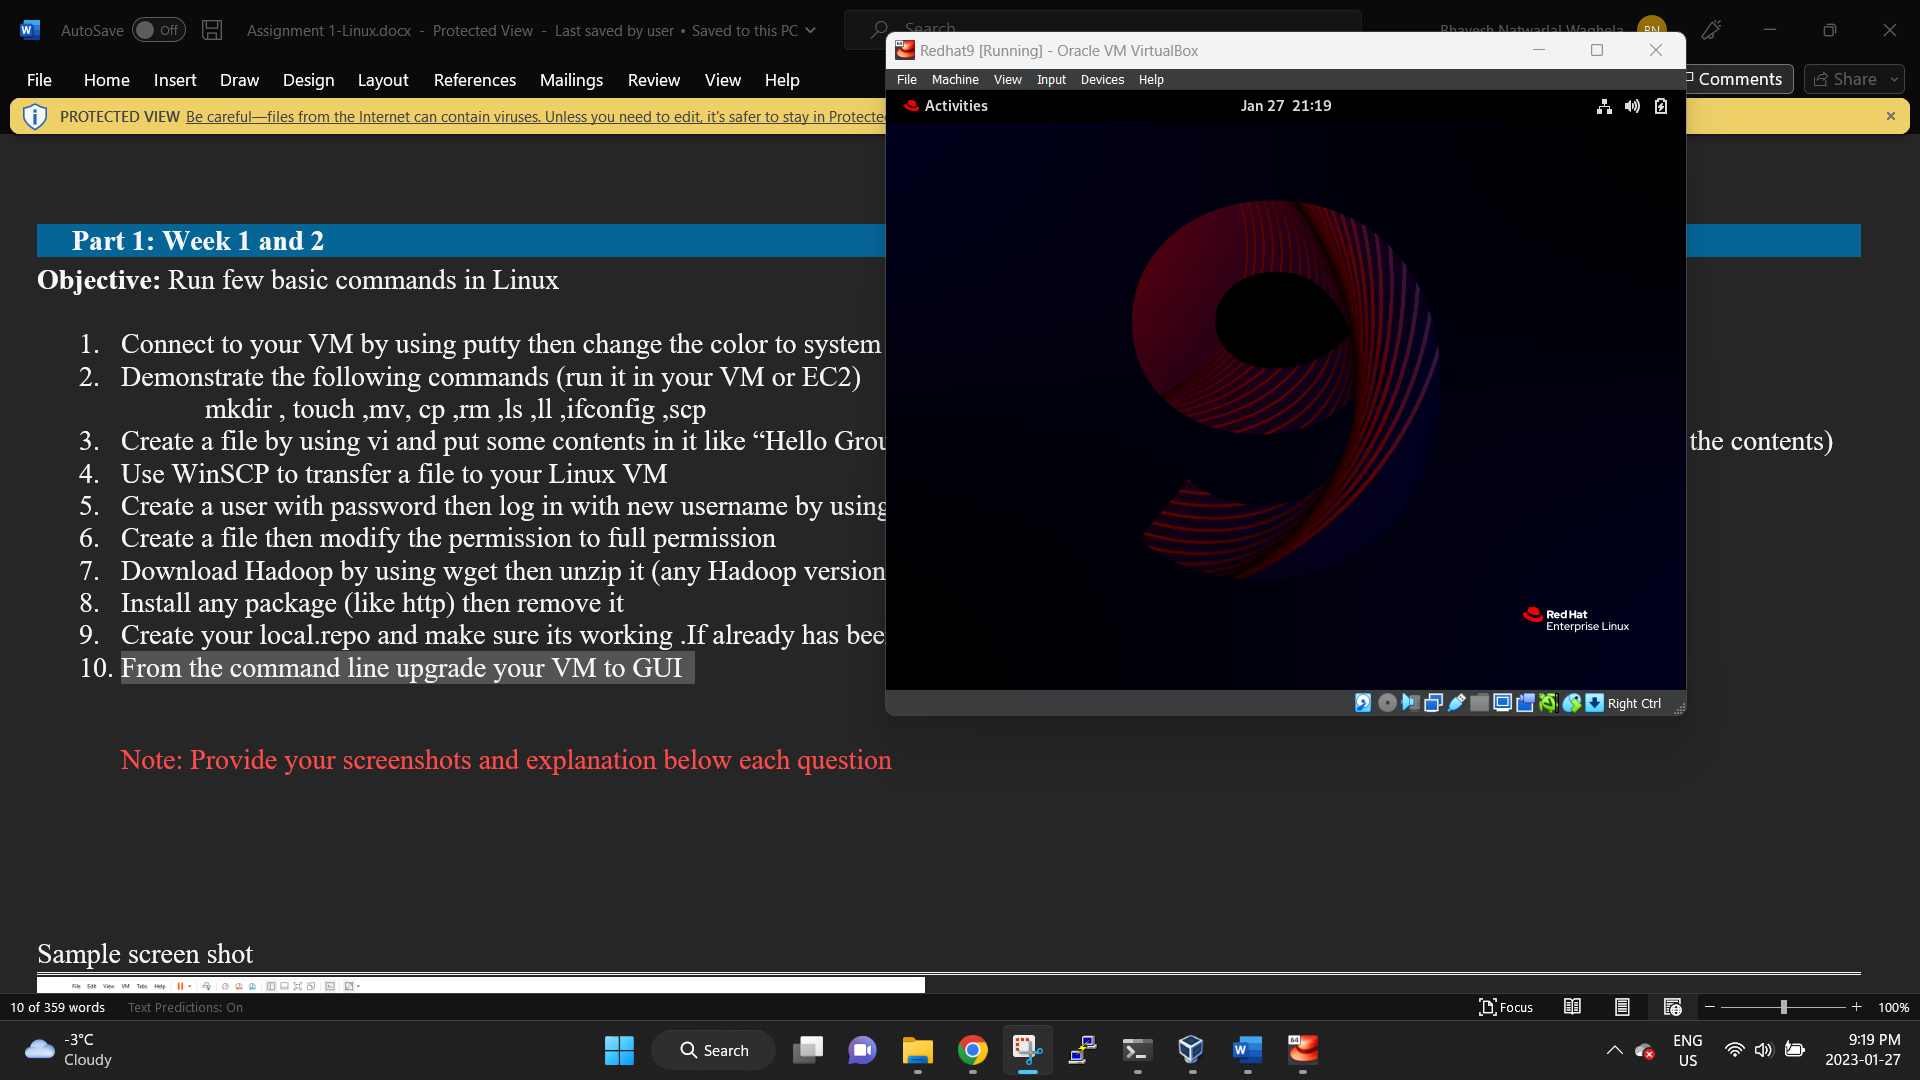 AutoSave Off Assignment 1-Linux.docx - Protected View - Last saved by user • Saved to this PC Search Bhavesh Natwarlal Waghela BN
File Home Insert Draw Design Layout References Mailings Review View Help Comments Share
PROTECTED VIEW Be careful—files from the Internet can contain viruses. Unless you need to edit, it's safer to stay in Protecte
Part 1: Week 1 and 2
Objective: Run few basic commands in Linux
1. Connect to your VM by using putty then change the color to system
2. Demonstrate the following commands (run it in your VM or EC2)
mkdir , touch ,mv, cp ,rm ,ls ,ll ,ifconfig ,scp
3. Create a file by using vi and put some contents in it like “Hello Grou the contents)
4. Use WinSCP to transfer a file to your Linux VM
5. Create a user with password then log in with new username by using
6. Create a file then modify the permission to full permission
7. Download Hadoop by using wget then unzip it (any Hadoop version
8. Install any package (like http) then remove it
9. Create your local.repo and make sure its working .If already has bee
10. From the command line upgrade your VM to GUI
Note: Provide your screenshots and explanation below each question
Sample screen shot
File Edit View VM Tabs Help
Redhat9 [Running] - Oracle VM VirtualBox
File Machine View Input Devices Help
Activities Jan 27 21:19
9
Red Hat
Enterprise Linux
Right Ctrl
10 of 359 words Text Predictions: On Focus 100%
-3°C
Cloudy
Search
64
ENG
US
9:19 PM
2023-01-27